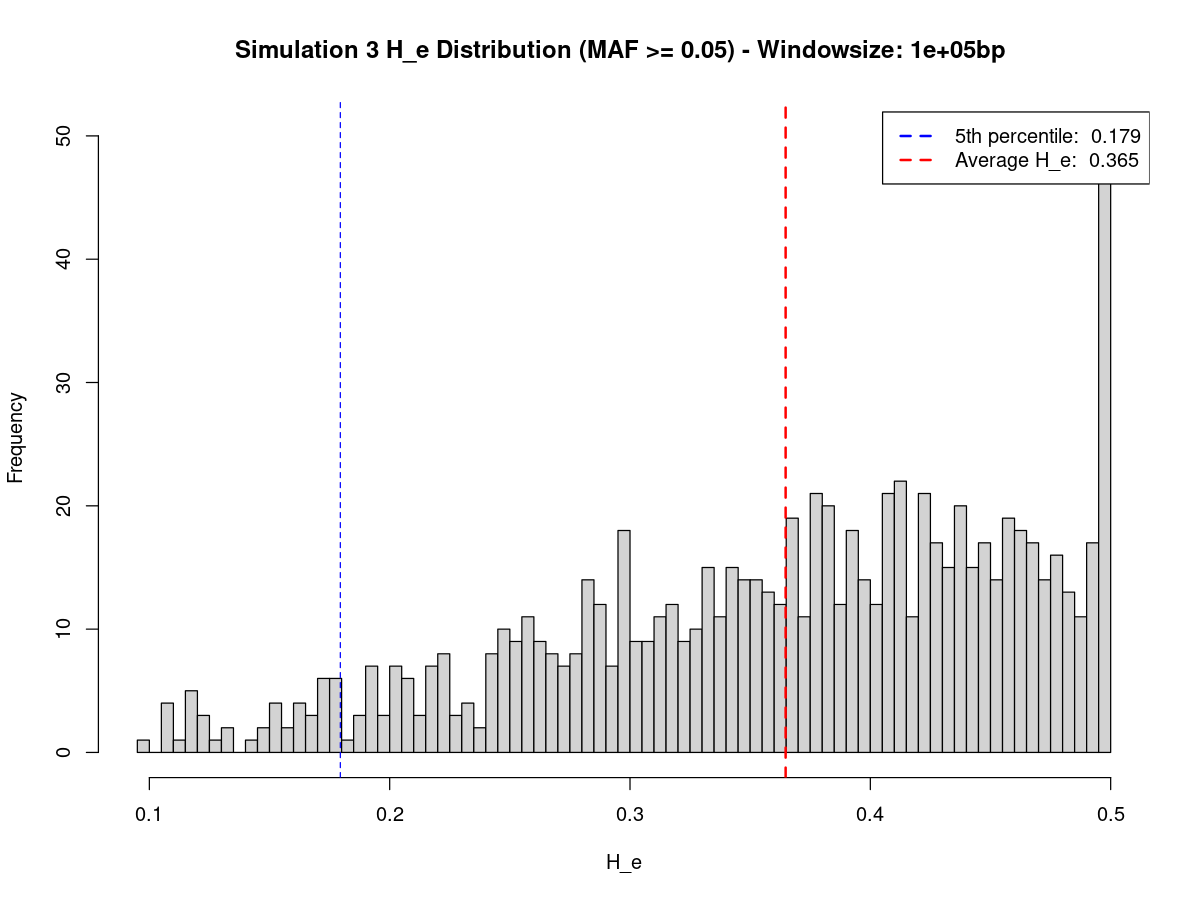 Simulation 3 H_e Distribution (MAF >= 0.05) - Windowsize: 1e+05bp
5th percentile:  0.179
Average H_e:  0.365
Frequency
50
40
30
20
10
0
0.1 0.2 0.3 0.4 0.5
H_e